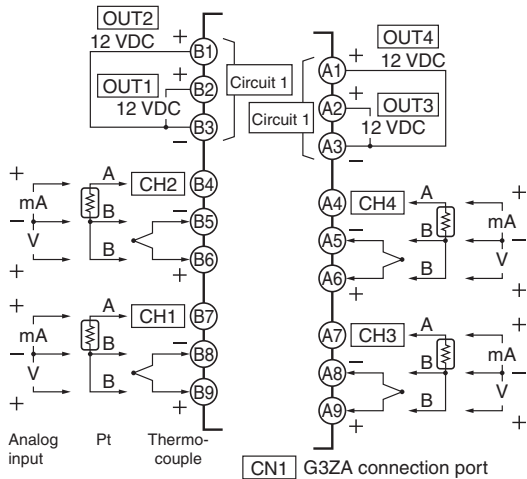 OUT2
12 VDC
+
B1
OUT1
+
B2
12 VDC
B3
−
Circuit 1
OUT4
+
12 VDC
A1
+
A2
OUT3
12 VDC
A3
−
Circuit 1
+
mA
−
V
+
A
B
B
CH2
B4
−
B5
B6
+
A4
CH4
−
A5
A6
+
A
B
B
+
mA
−
V
+
+
mA
−
V
+
A
B
B
CH1
B7
−
B8
B9
+
A7
CH3
−
A8
A9
+
A
B
B
+
mA
−
V
+
Analog
input
Pt
Thermo-
couple
CN1 G3ZA connection port